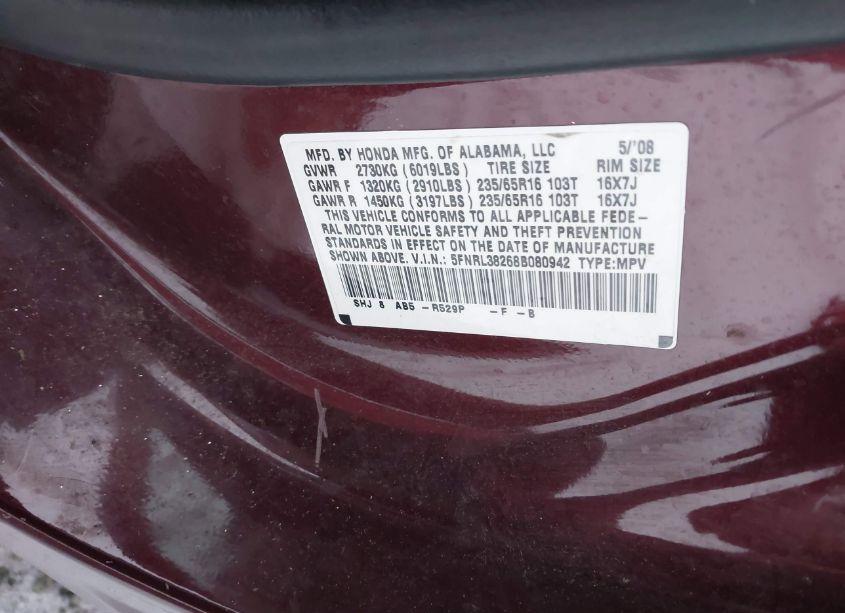 MFD. BY HONDA MFG. OF ALABAMA, LLC 5/'08
GVWR 2730KG (6019LBS) TIRE SIZE RIM SIZE
GAWR F 1320KG (2910LBS) 235/65R16 103T 16X7J
GAWR R 1450KG (3197LBS) 235/65R16 103T 16X7J
THIS VEHICLE CONFORMS TO ALL APPLICABLE FEDE-
RAL MOTOR VEHICLE SAFETY AND THEFT PREVENTION
STANDARDS IN EFFECT ON THE DATE OF MANUFACTURE
SHOWN ABOVE. V.I.N.: 5FNRL38268B080942 TYPE:MPV
SHJ 8 AB5 -R529P -F -B